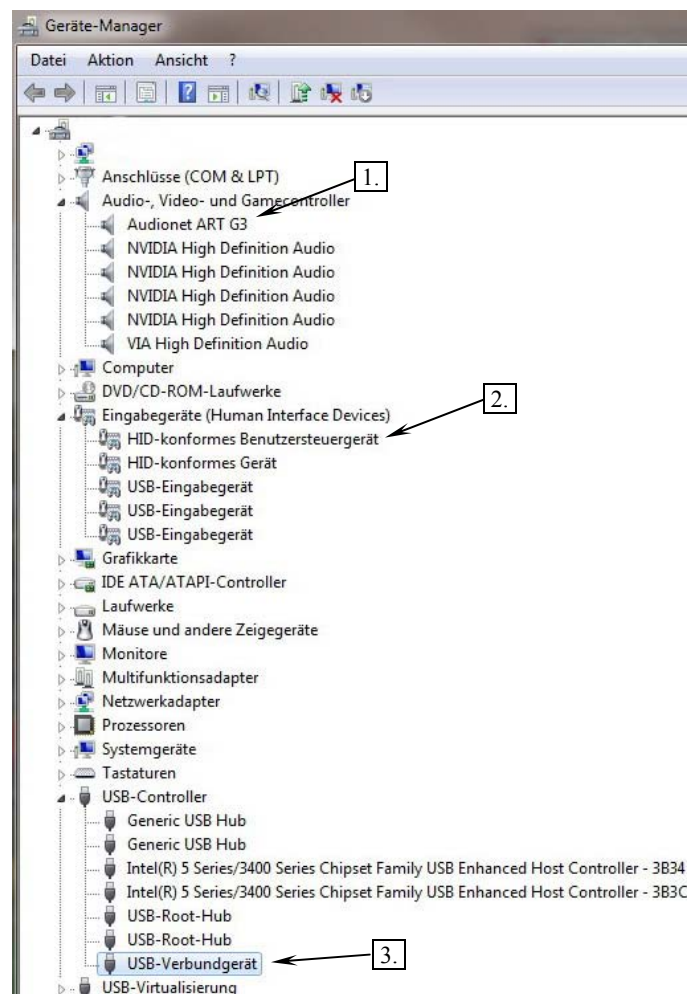 Geräte-Manager
Datei Aktion Ansicht ?
Anschlüsse (COM & LPT)
1.
Audio-, Video- und Gamecontroller
Audionet ART G3
NVIDIA High Definition Audio
NVIDIA High Definition Audio
NVIDIA High Definition Audio
NVIDIA High Definition Audio
VIA High Definition Audio
Computer
DVD/CD-ROM-Laufwerke
2.
Eingabegeräte (Human Interface Devices)
HID-konformes Benutzersteuergerät
HID-konformes Gerät
USB-Eingabegerät
USB-Eingabegerät
USB-Eingabegerät
Grafikkarte
IDE ATA/ATAPI-Controller
Laufwerke
Mäuse und andere Zeigegeräte
Monitore
Multifunktionsadapter
Netzwerkadapter
Prozessoren
Systemgeräte
Tastaturen
USB-Controller
Generic USB Hub
Generic USB Hub
Intel(R) 5 Series/3400 Series Chipset Family USB Enhanced Host Controller - 3B34
Intel(R) 5 Series/3400 Series Chipset Family USB Enhanced Host Controller - 3B3C
USB-Root-Hub
USB-Root-Hub
USB-Verbundgerät
3.
USB-Virtualisierung